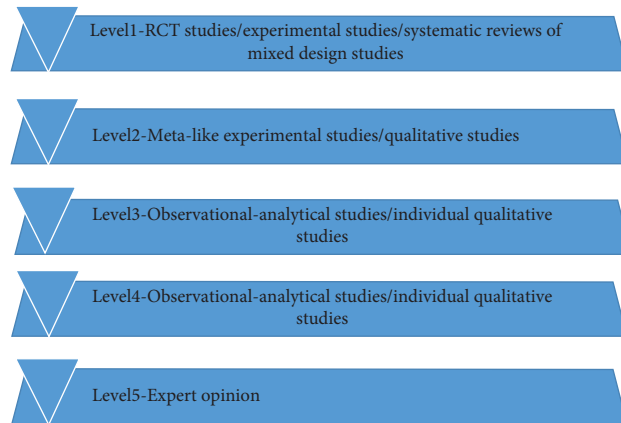 Level1-RCT studies/experimental studies/systematic reviews of
mixed design studies
Level2-Meta-like experimental studies/qualitative studies
Level3-Observational-analytical studies/individual qualitative
studies
Level4-Observational-analytical studies/individual qualitative
studies
Level5-Expert opinion